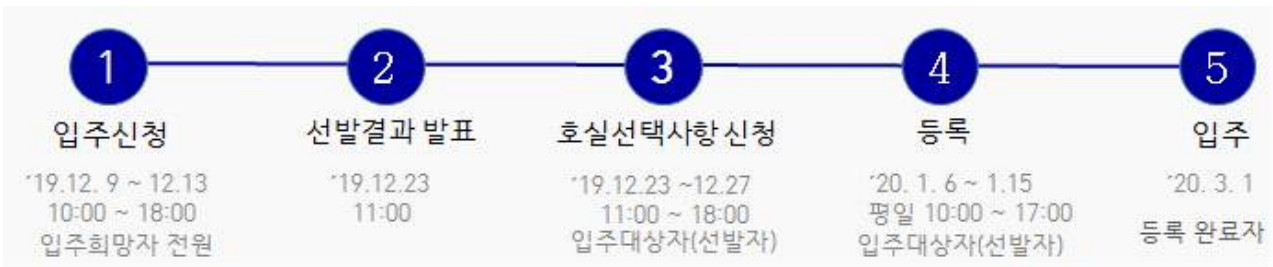 1
입주신청
´19.12. 9 ~ 12.13
10:00 ~ 18:00
입주희망자 전원
2
선발결과 발표
´19.12.23
11:00
3
호실선택사항 신청
´19.12.23 ~12.27
11:00 ~ 18:00
입주대상자(선발자)
4
등록
´20. 1. 6 ~ 1.15
평일 10:00 ~ 17:00
입주대상자(선발자)
5
입주
´20. 3. 1
등록 완료자